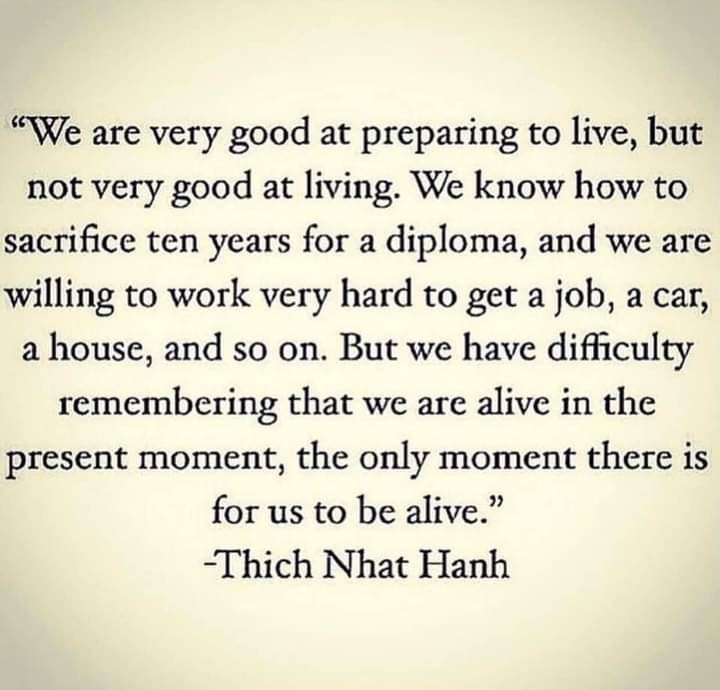 “We are very good at preparing to live, but
not very good at living. We know how to
sacrifice ten years for a diploma, and we are
willing to work very hard to get a job, a car,
a house, and so on. But we have difficulty
remembering that we are alive in the
present moment, the only moment there is
for us to be alive.”
-Thich Nhat Hanh